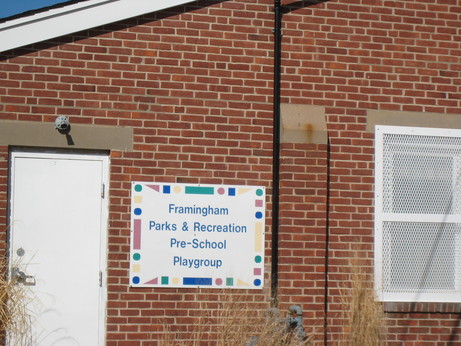 Framingham
Parks & Recreation
Pre-School
Playgroup